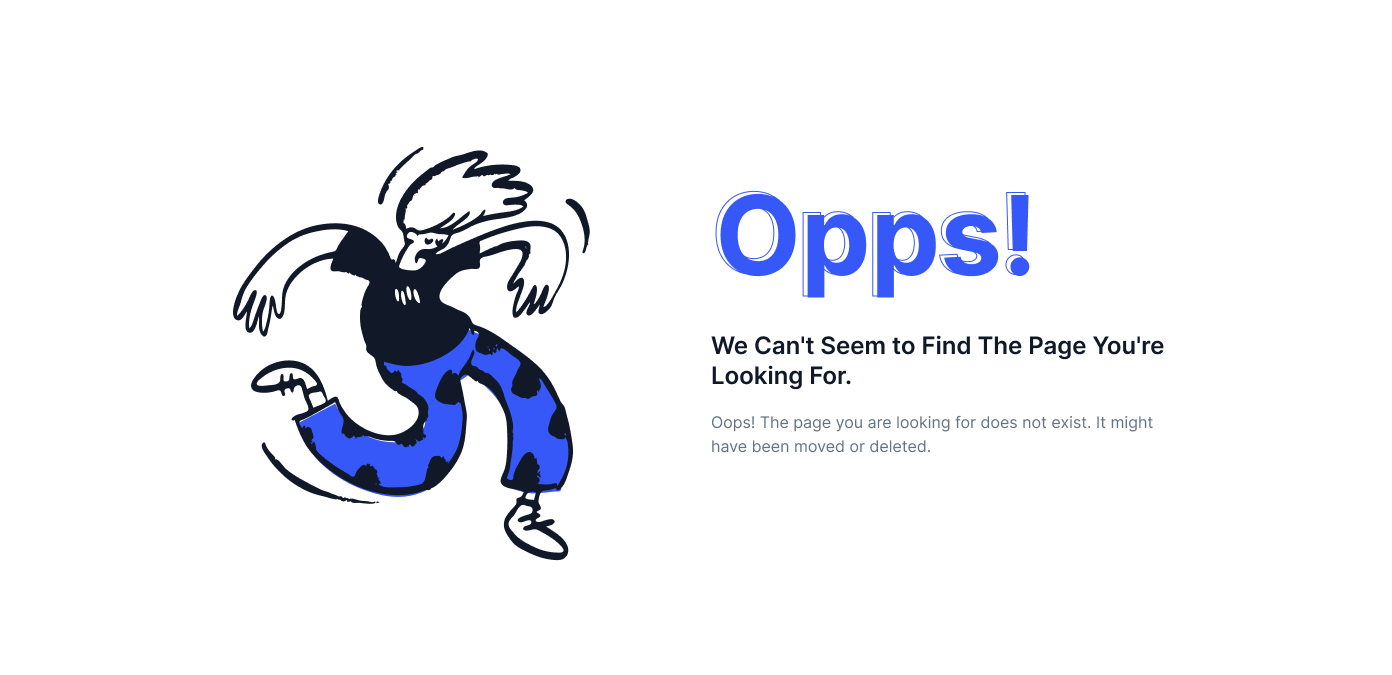 Opps!
We Can't Seem to Find The Page You're
Looking For.
Oops! The page you are looking for does not exist. It might
have been moved or deleted.